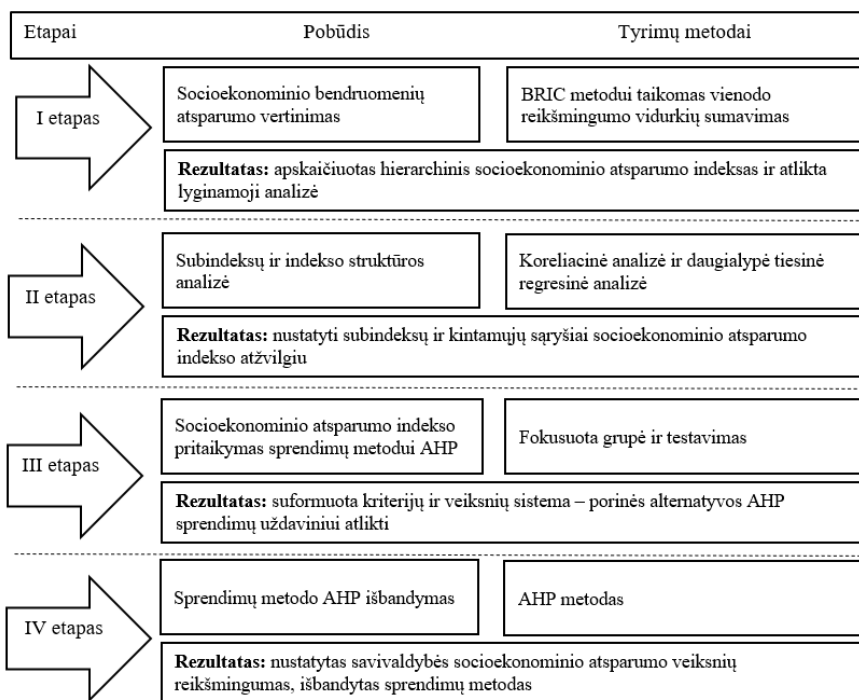 Etapai Pobūdis Tyrimų metodai
I etapas
Socioekonominio bendruomenių
atsparumo vertinimas
BRIC metodui taikomas vienodo
reikšmingumo vidurkių sumavimas
Rezultatas: apskaičiuotas hierarchinis socioekonominio atsparumo indeksas ir atlikta
lyginamoji analizė
II etapas
Subindeksų ir indekso struktūros
analizė
Koreliacinė analizė ir daugialypė tiesinė
regresinė analizė
Rezultatas: nustatyti subindeksų ir kintamųjų sąryšiai socioekonominio atsparumo
indekso atžvilgiu
III etapas
Socioekonominio atsparumo indekso
pritaikymas sprendimų metodui AHP
Fokusuota grupė ir testavimas
Rezultatas: suformuota kriterijų ir veiksnių sistema – porinės alternatyvos AHP
sprendimų uždaviniui atlikti
IV etapas
Sprendimų metodo AHP išbandymas
AHP metodas
Rezultatas: nustatytas savivaldybės socioekonominio atsparumo veiksnių
reikšmingumas, išbandytas sprendimų metodas